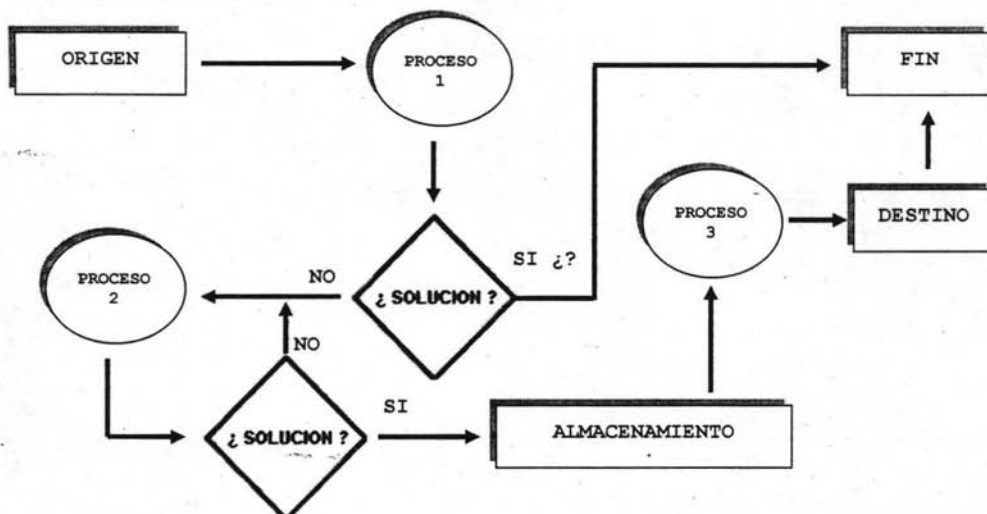 ORIGEN
PROCESO
1
FIN
PROCESO
3
DESTINO
SI ¿?
¿ SOLUCION ?
NO
PROCESO
2
NO
¿ SOLUCION ?
SI
ALMACENAMIENTO